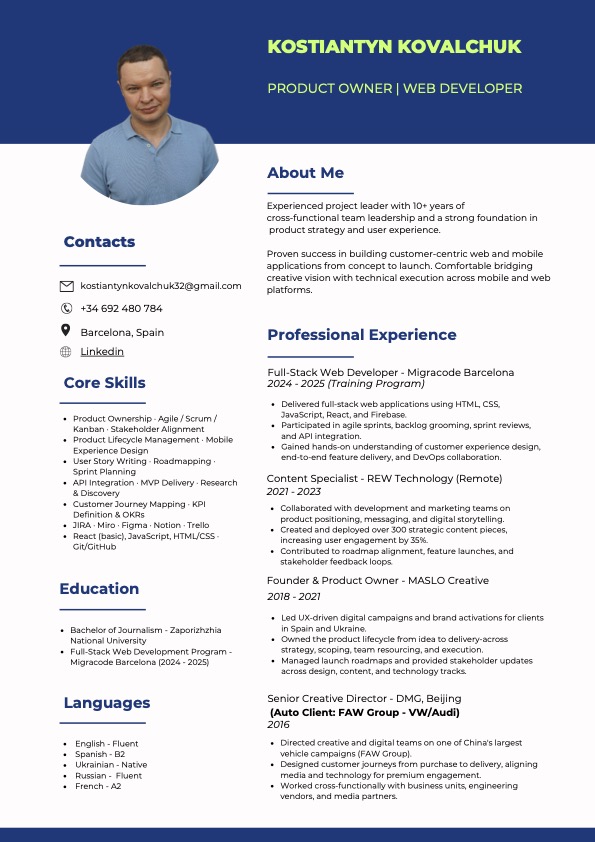 KOSTIANTYN KOVALCHUK
PRODUCT OWNER | WEB DEVELOPER
Contacts
kostiantynkovalchuk32@gmail.com
+34 692 480 784
Barcelona, Spain
Linkedin
Core Skills
• Product Ownership · Agile / Scrum /
Kanban · Stakeholder Alignment
• Product Lifecycle Management · Mobile
Experience Design
• User Story Writing · Roadmapping ·
Sprint Planning
• API Integration · MVP Delivery · Research
& Discovery
• Customer Journey Mapping · KPI
Definition & OKRs
• JIRA · Miro · Figma · Notion · Trello
• React (basic), JavaScript, HTML/CSS ·
Git/GitHub
Education
• Bachelor of Journalism - Zaporizhzhia
National University
• Full-Stack Web Development Program -
Migracode Barcelona (2024 - 2025)
Languages
• English - Fluent
• Spanish - B2
• Ukrainian - Native
• Russian - Fluent
• French - A2
About Me
Experienced project leader with 10+ years of
cross-functional team leadership and a strong foundation in
product strategy and user experience.
Proven success in building customer-centric web and mobile
applications from concept to launch. Comfortable bridging
creative vision with technical execution across mobile and web
platforms.
Professional Experience
Full-Stack Web Developer - Migracode Barcelona
2024 - 2025 (Training Program)
• Delivered full-stack web applications using HTML, CSS,
JavaScript, React, and Firebase.
• Participated in agile sprints, backlog grooming, sprint reviews,
and API integration.
• Gained hands-on understanding of customer experience design,
end-to-end feature delivery, and DevOps collaboration.
Content Specialist - REW Technology (Remote)
2021 - 2023
• Collaborated with development and marketing teams on
product positioning, messaging, and digital storytelling.
• Created and deployed over 300 strategic content pieces,
increasing user engagement by 35%.
• Contributed to roadmap alignment, feature launches, and
stakeholder feedback loops.
Founder & Product Owner - MASLO Creative
2018 - 2021
• Led UX-driven digital campaigns and brand activations for clients
in Spain and Ukraine.
• Owned the product lifecycle from idea to delivery-across
strategy, scoping, team resourcing, and execution.
• Managed launch roadmaps and provided stakeholder updates
across design, content, and technology tracks.
Senior Creative Director - DMG, Beijing
(Auto Client: FAW Group - VW/Audi)
2016
• Directed creative and digital teams on one of China's largest
vehicle campaigns (FAW Group).
• Designed customer journeys from purchase to delivery, aligning
media and technology for premium engagement.
• Worked cross-functionally with business units, engineering
vendors, and media partners.